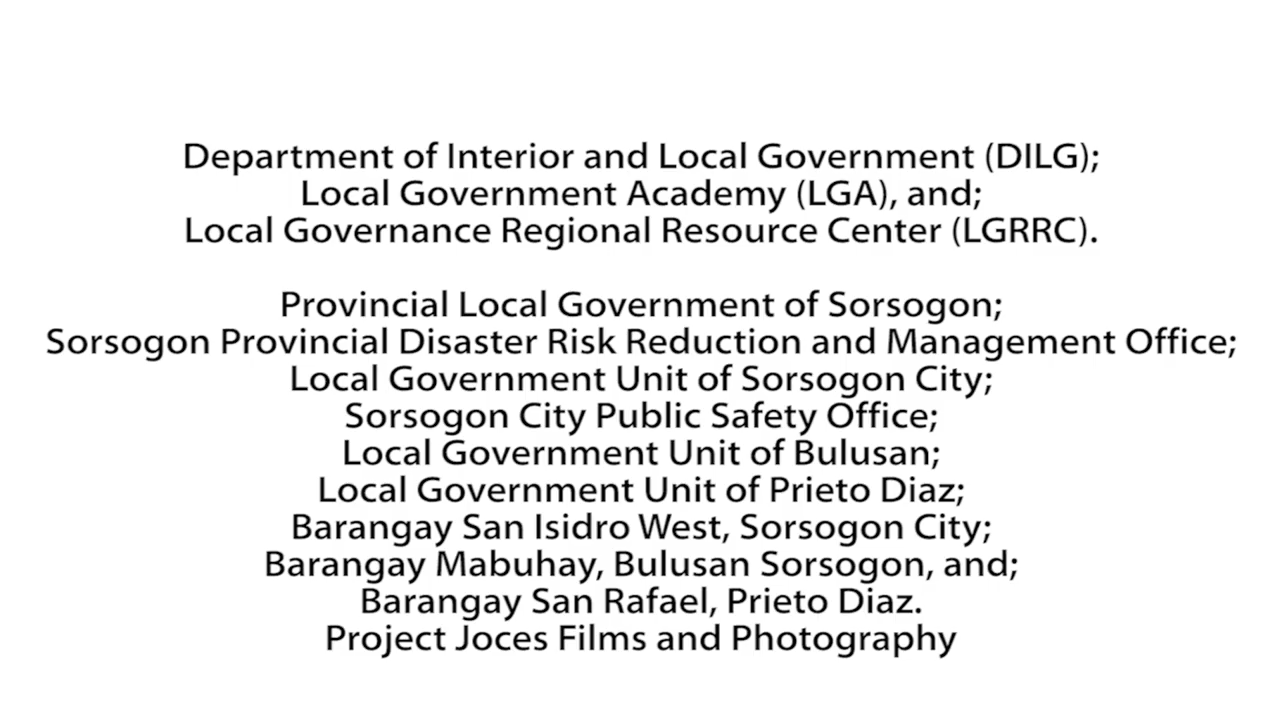 Department of Interior and Local Government (DILG);
Local Government Academy (LGA), and;
Local Governance Regional Resource Center (LGRRC).
Provincial Local Government of Sorsogon;
Sorsogon Provincial Disaster Risk Reduction and Management Office;
Local Government Unit of Sorsogon City;
Sorsogon City Public Safety Office;
Local Government Unit of Bulusan;
Local Government Unit of Prieto Diaz;
Barangay San Isidro West, Sorsogon City;
Barangay Mabuhay, Bulusan Sorsogon, and;
Barangay San Rafael, Prieto Diaz.
Project Joces Films and Photography